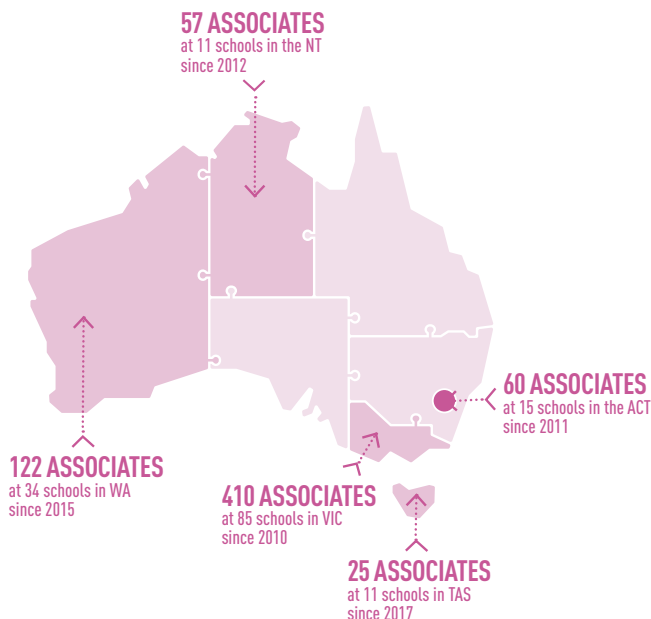 57 ASSOCIATES
at 11 schools in the NT
since 2012
60 ASSOCIATES
at 15 schools in the ACT
since 2011
122 ASSOCIATES
at 34 schools in WA
since 2015
410 ASSOCIATES
at 85 schools in VIC
since 2010
25 ASSOCIATES
at 11 schools in TAS
since 2017